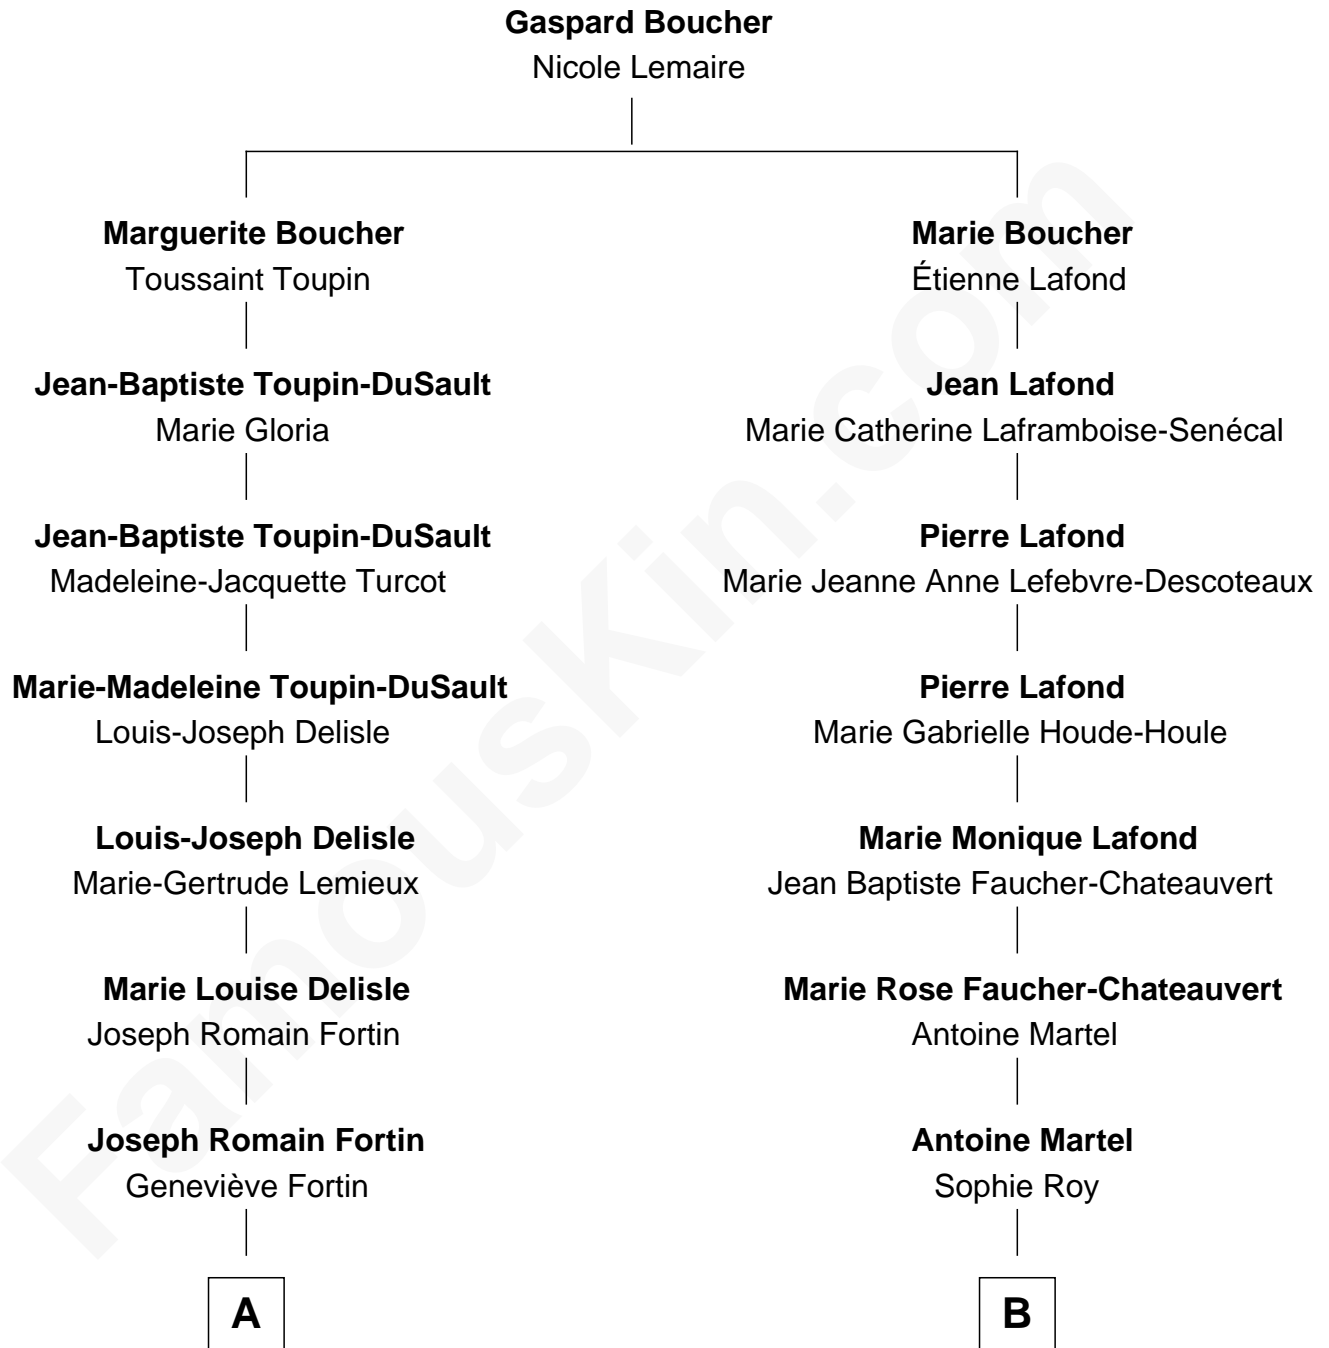 Gaspard Boucher
Nicole Lemaire
Marguerite Boucher
Toussaint Toupin
Jean-Baptiste Toupin-DuSault
Marie Gloria
Jean-Baptiste Toupin-DuSault
Madeleine-Jacquette Turcot
Marie-Madeleine Toupin-DuSault
Louis-Joseph Delisle
Louis-Joseph Delisle
Marie-Gertrude Lemieux
Marie Louise Delisle
Joseph Romain Fortin
Joseph Romain Fortin
Geneviève Fortin
A
Marie Boucher
Étienne Lafond
Jean Lafond
Marie Catherine Laframboise-Senécal
Pierre Lafond
Marie Jeanne Anne Lefebvre-Descoteaux
Pierre Lafond
Marie Gabrielle Houde-Houle
Marie Monique Lafond
Jean Baptiste Faucher-Chateauvert
Marie Rose Faucher-Chateauvert
Antoine Martel
Antoine Martel
Sophie Roy
B
FamousKin.com